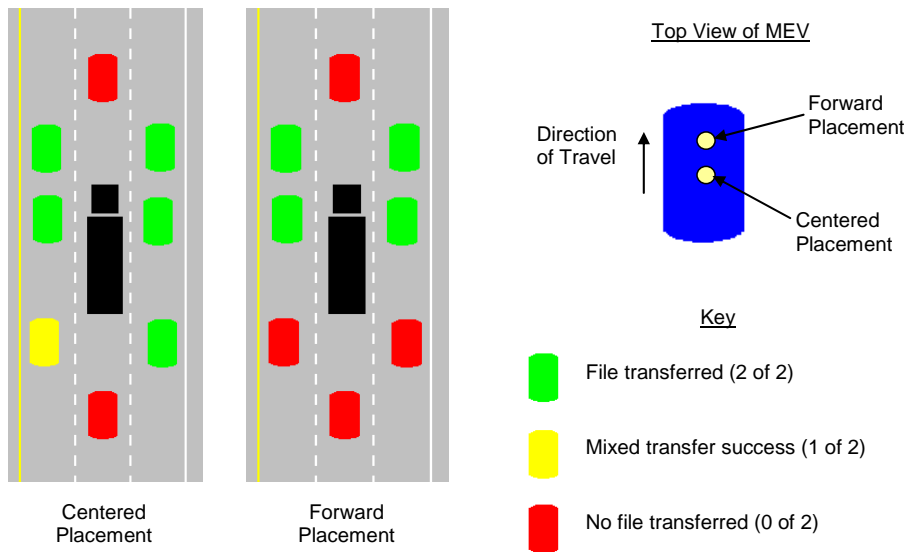 Top View of MEV
Direction
of Travel
Forward
Placement
Centered
Placement
Key
File transferred (2 of 2)
Mixed transfer success (1 of 2)
No file transferred (0 of 2)
Centered
Placement
Forward
Placement